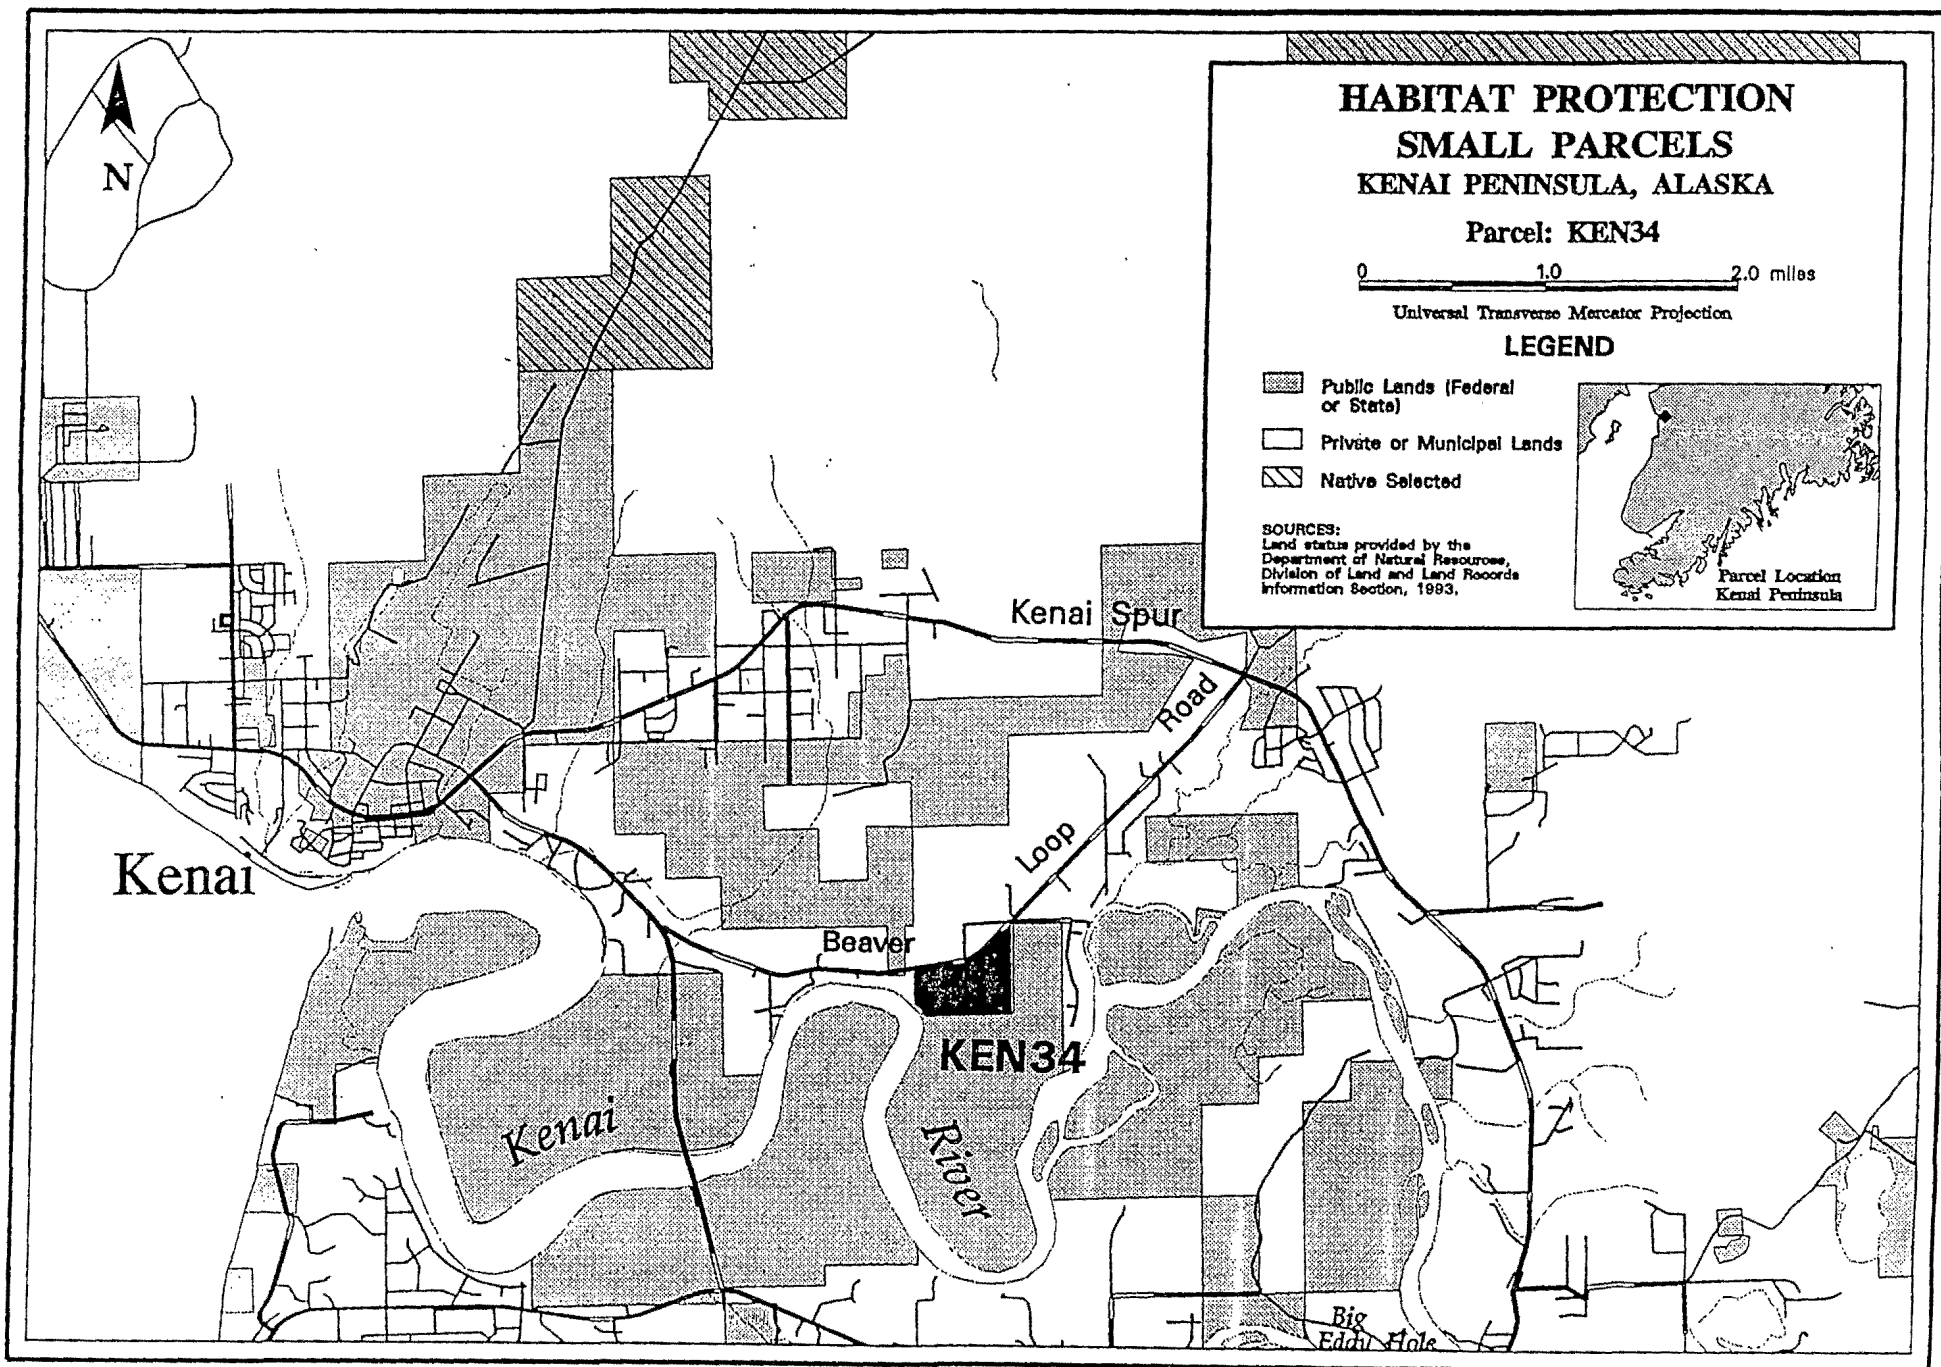 N
HABITAT PROTECTION
SMALL PARCELS
KENAI PENINSULA, ALASKA
Parcel: KEN34
0 1.0 2.0 miles
Universal Transverse Mercator Projection
LEGEND
Public Lands (Federal
or State)
Private or Municipal Lands
Native Selected
SOURCES:
Land status provided by the
Department of Natural Resources,
Division of Land and Land Records
Information Section, 1993.
Parcel Location
Kenai Peninsula
Kenai Spur
Road
Loop
Kenai
Beaver
KEN34
Kenai
River
Big
Eddy Hole